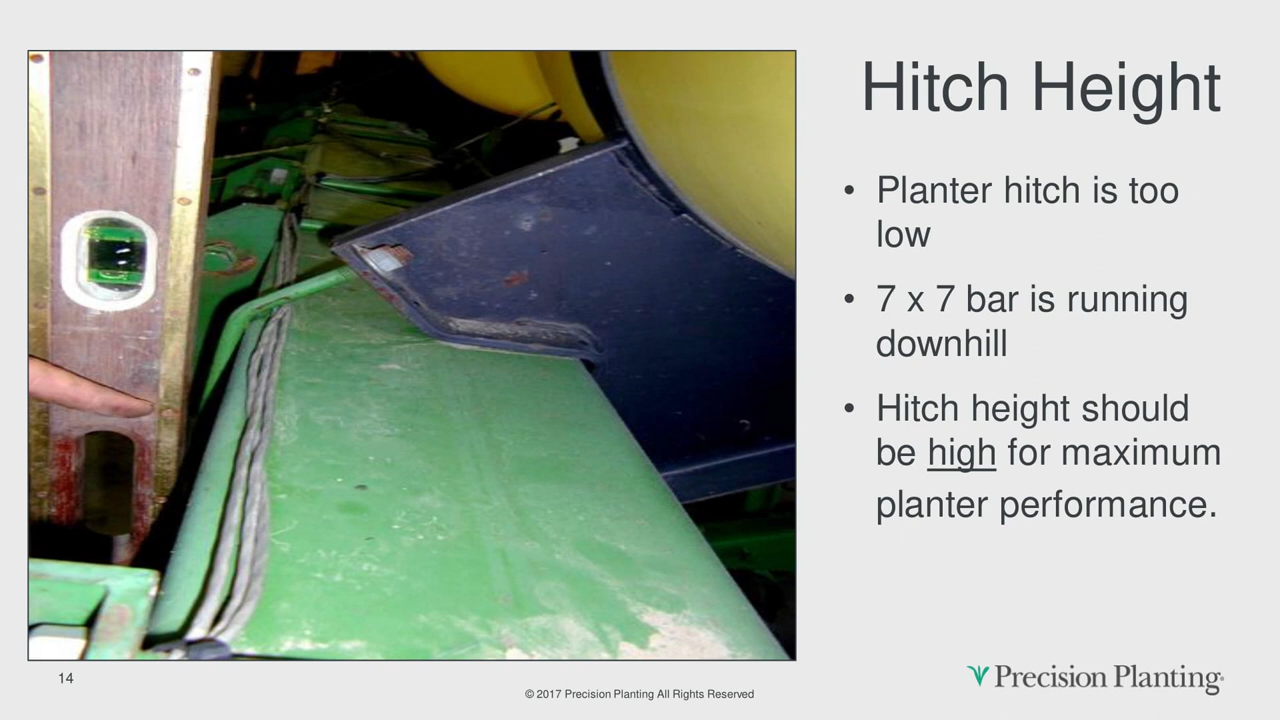 Hitch Height
• Planter hitch is too
low
• 7 x 7 bar is running
downhill
• Hitch height should
be high for maximum
planter performance.
14
© 2017 Precision Planting All Rights Reserved
Precision Planting®